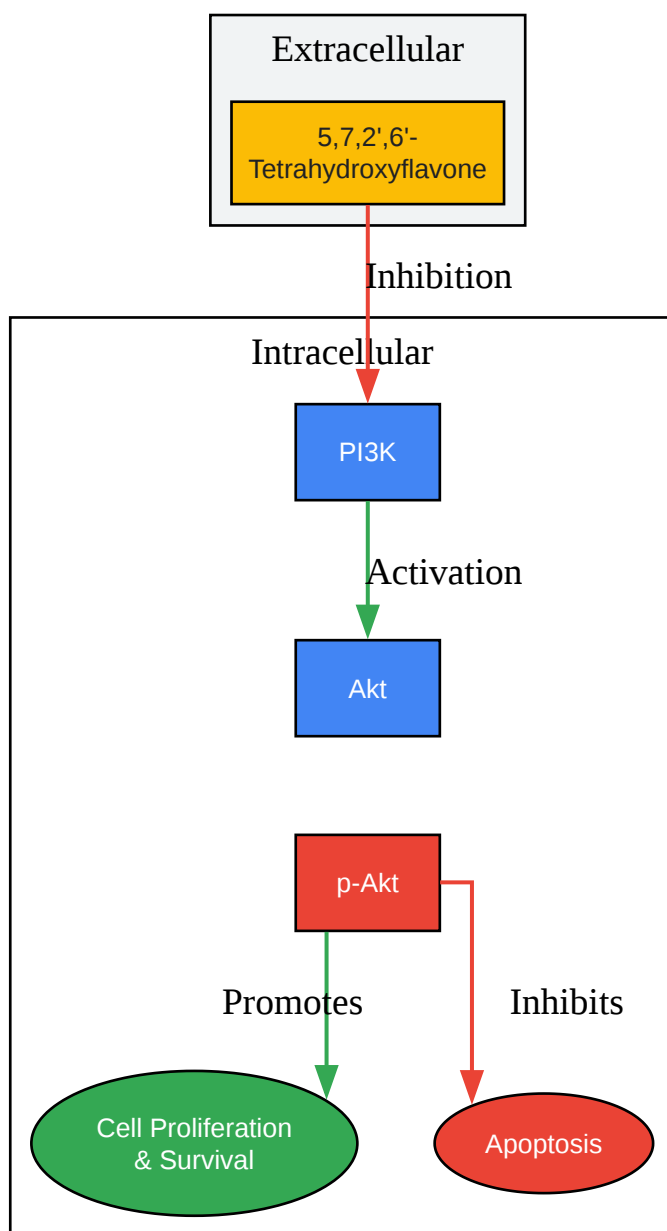 Extracellular
5,7,2',6'-
Tetrahydroxyflavone
Inhibition
Intracellular
PI3K
Activation
Akt
p-Akt
Promotes
Inhibits
Cell Proliferation
& Survival
Apoptosis